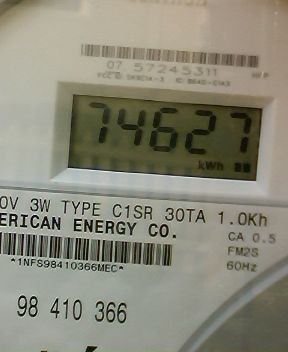 07 57245311
74627
kWh
0V 3W TYPE C1SR 30TA 1.0Kh
ERICAN ENERGY CO.
CA 0.5
FM2S
*1NFS98410366MEC*
60Hz
98 410 366